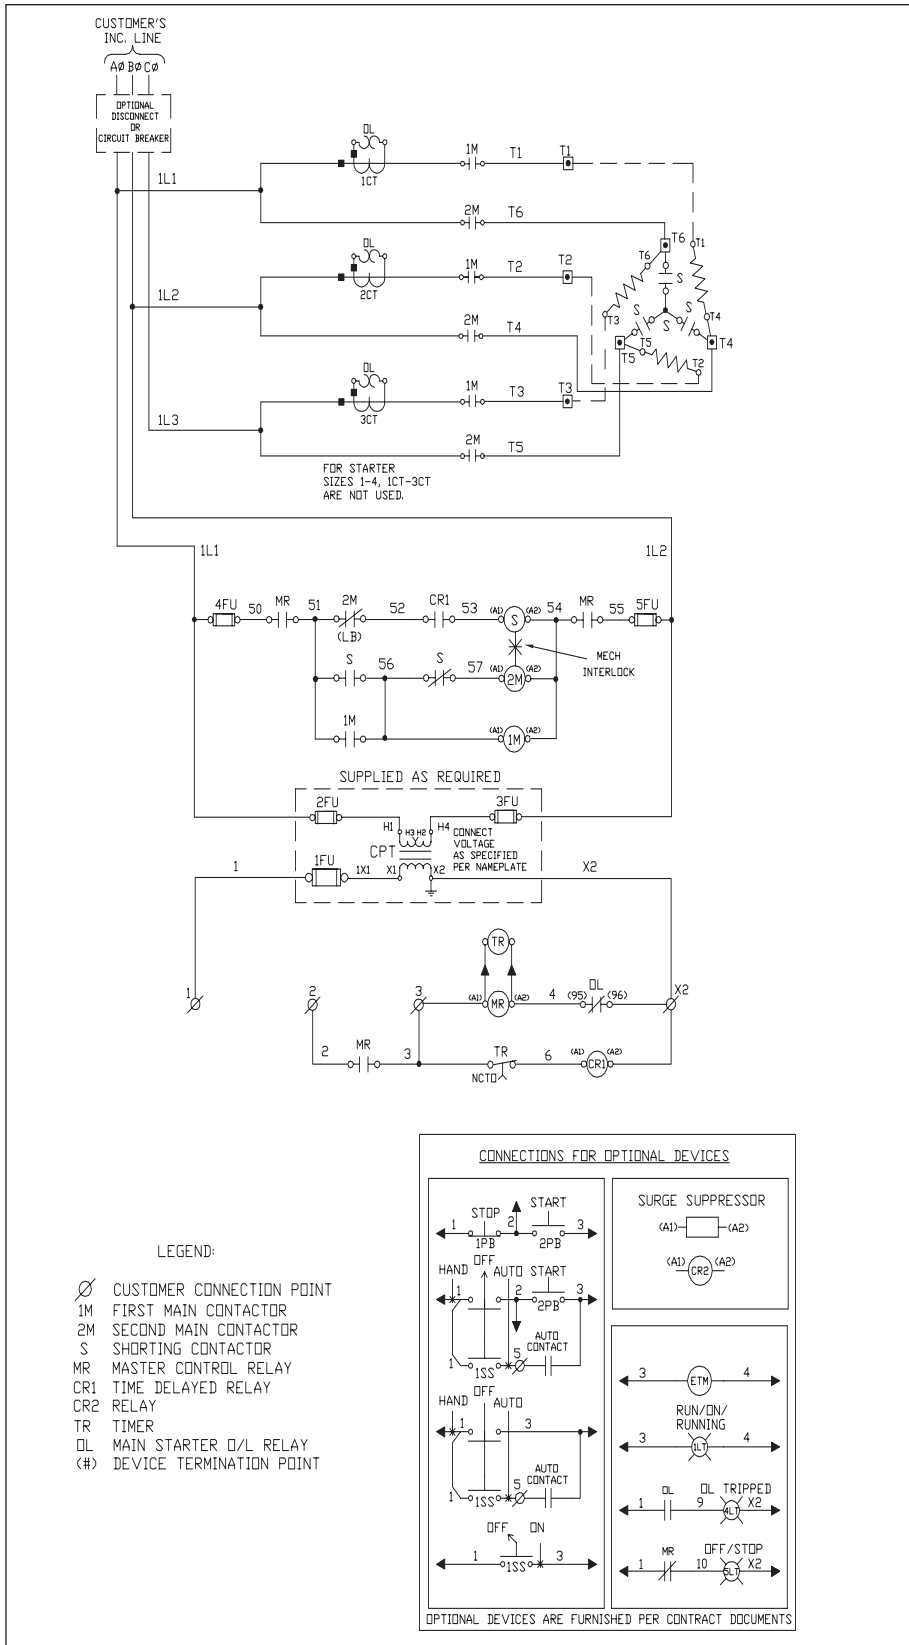 CUSTOMER'S
INC. LINE
AØ BØ CØ
OPTIONAL
DISCONNECT
OR
CIRCUIT BREAKER
OL
1CT
1M
T1
T1
1L1
2M
T6
T6
T1
T6
S
OL
2CT
1M
T2
T2
1L2
2M
T4
T3
S
S
T4
T4
T5
T5
T2
OL
3CT
1M
T3
T3
1L3
2M
T5
FOR STARTER
SIZES 1-4, 1CT-3CT
ARE NOT USED.
1L1
1L2
4FU 50 MR 51 2M 52 CR1 53 (A1) S (A2) 54 MR 55 5FU
(LB)
MECH
INTERLOCK
S 56 S 57 (A1) 2M (A2)
1M (A1) 1M (A2)
SUPPLIED AS REQUIRED
2FU
3FU
H1 H3 H2 H4
CONNECT
VOLTAGE
AS SPECIFIED
PER NAMEPLATE
CPT
1 1FU 1X1 X1 X2 X2
TR
1 2 3 (A1) MR (A2) 4 (95) OL (96) X2
2 MR 3 TR 6 (A1) CR1 (A2)
NCTO
LEGEND:
CUSTOMER CONNECTION POINT
1M FIRST MAIN CONTACTOR
2M SECOND MAIN CONTACTOR
S SHORTING CONTACTOR
MR MASTER CONTROL RELAY
CR1 TIME DELAYED RELAY
CR2 RELAY
TR TIMER
OL MAIN STARTER O/L RELAY
(#) DEVICE TERMINATION POINT
CONNECTIONS FOR OPTIONAL DEVICES
STOP START
1 2 3
1PB 2PB
OFF
HAND AUTO START
1 2 3
2PB
AUTO
CONTACT
5
1 1SS
OFF
HAND AUTO
1 3
AUTO
CONTACT
5
1 1SS
OFF ON
1 1SS 3
SURGE SUPPRESSOR
(A1) (A2)
(A1) CR2 (A2)
3 ETM 4
RUN/ON/
RUNNING
3 1LT 4
OL OL TRIPPED
1 9 4LT X2
MR OFF/STOP
1 10 5LT X2
OPTIONAL DEVICES ARE FURNISHED PER CONTRACT DOCUMENTS